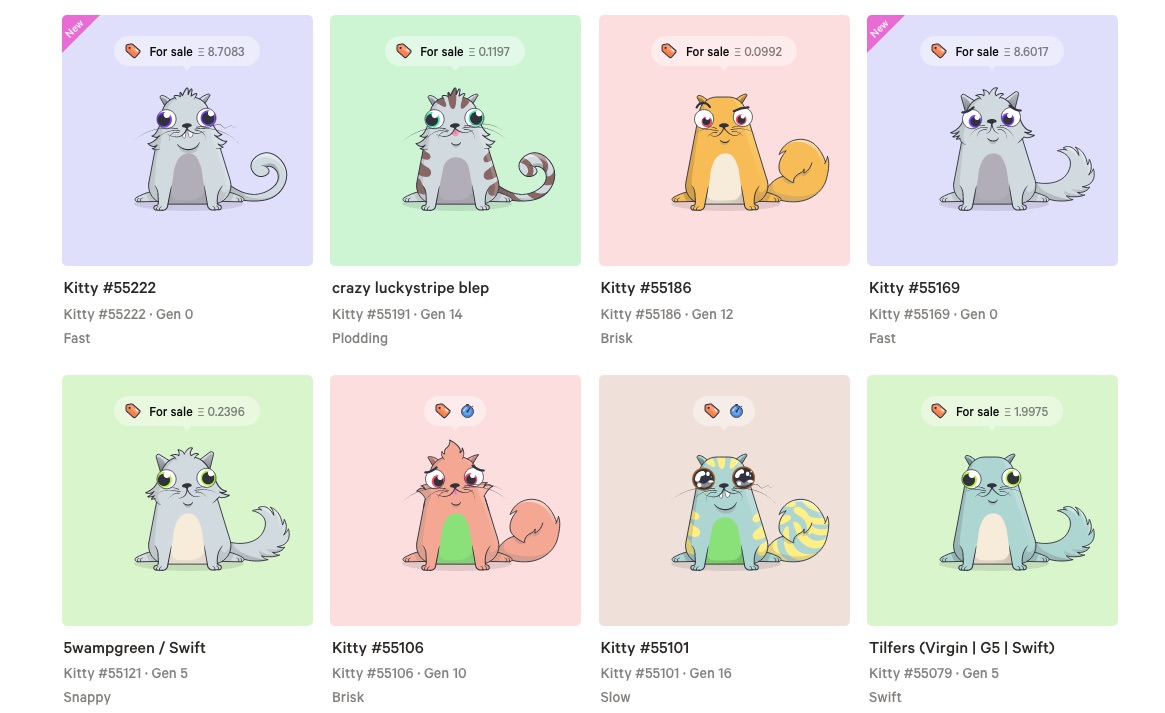 New
For sale Ξ 8.7083
For sale Ξ 0.1197
For sale Ξ 0.0992
New
For sale Ξ 8.6017
Kitty #55222
Kitty #55222 · Gen 0
Fast
crazy luckystripe blep
Kitty #55191 · Gen 14
Plodding
Kitty #55186
Kitty #55186 · Gen 12
Brisk
Kitty #55169
Kitty #55169 · Gen 0
Fast
For sale Ξ 0.2396
For sale Ξ 1.9975
5wampgreen / Swift
Kitty #55121 · Gen 5
Snappy
Kitty #55106
Kitty #55106 · Gen 10
Brisk
Kitty #55101
Kitty #55101 · Gen 16
Slow
Tilfers (Virgin | G5 | Swift)
Kitty #55079 · Gen 5
Swift